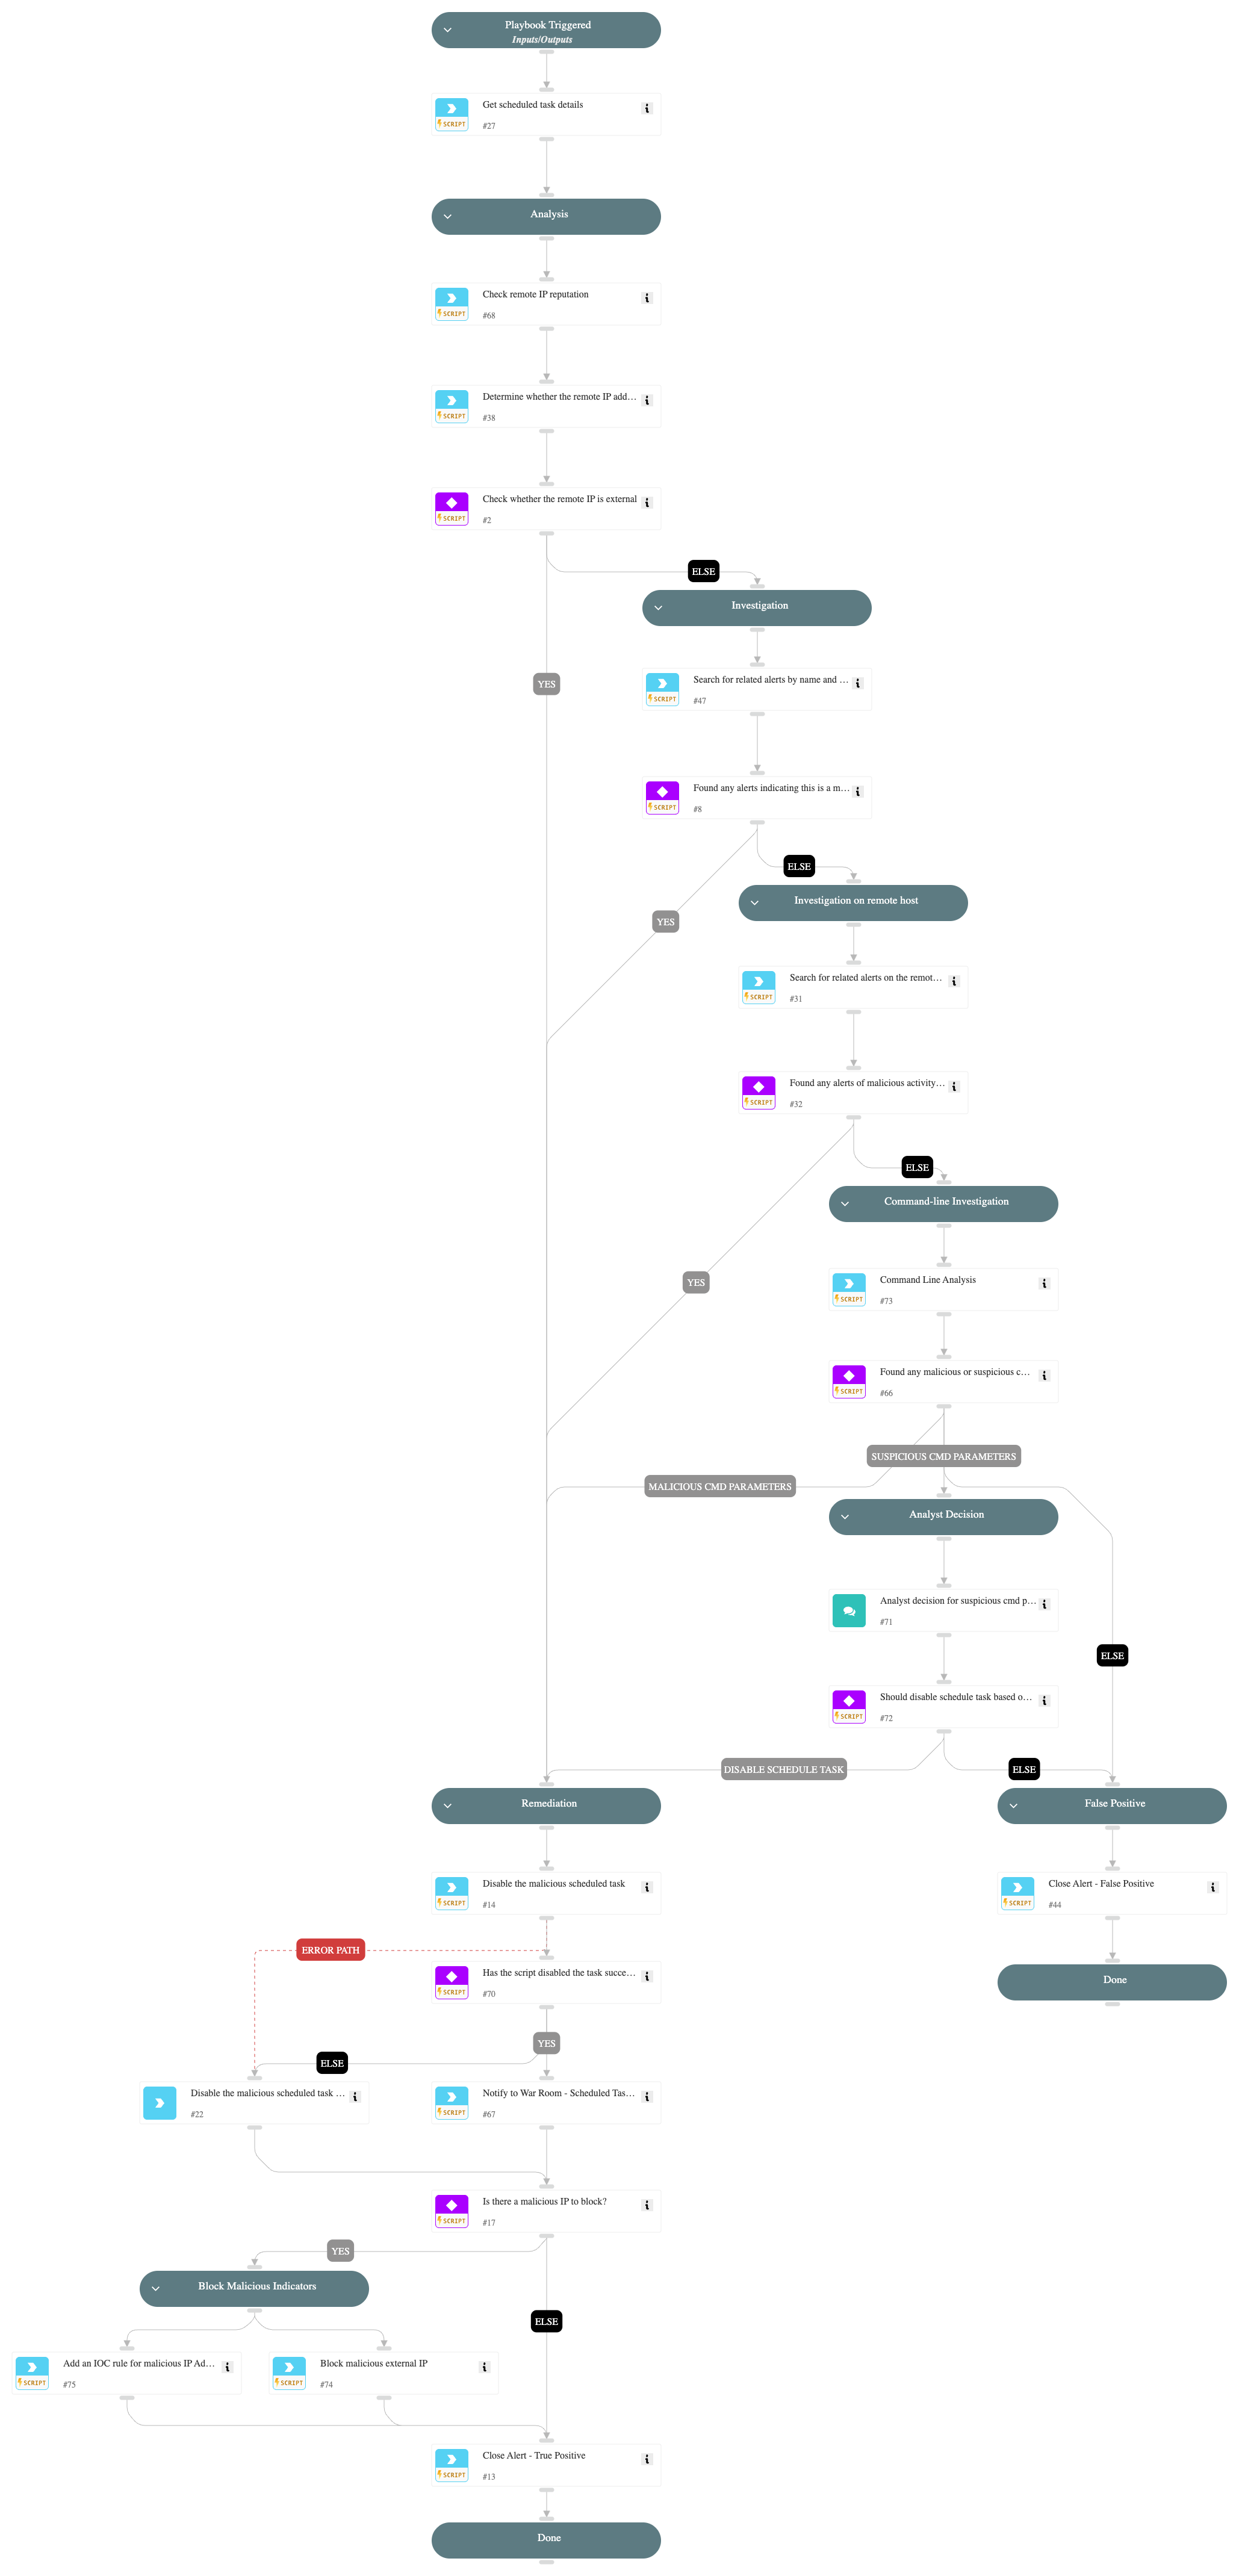 Playbook Triggered
Inputs/Outputs
Get scheduled task details
SCRIPT
#27
Analysis
Check remote IP reputation
SCRIPT
#68
Determine whether the remote IP add...
SCRIPT
#38
Check whether the remote IP is external
SCRIPT
#2
ELSE
Investigation
YES
Search for related alerts by name and ...
SCRIPT
#47
Found any alerts indicating this is a m...
SCRIPT
#8
ELSE
Investigation on remote host
YES
Search for related alerts on the remot...
SCRIPT
#31
Found any alerts of malicious activity...
SCRIPT
#32
ELSE
Command-line Investigation
YES
Command Line Analysis
SCRIPT
#73
Found any malicious or suspicious c...
SCRIPT
#66
SUSPICIOUS CMD PARAMETERS
MALICIOUS CMD PARAMETERS
Analyst Decision
Analyst decision for suspicious cmd p...
#71
ELSE
Should disable schedule task based o...
SCRIPT
#72
DISABLE SCHEDULE TASK
ELSE
Remediation
False Positive
Disable the malicious scheduled task
SCRIPT
#14
Close Alert - False Positive
SCRIPT
#44
ERROR PATH
Has the script disabled the task succe...
SCRIPT
#70
Done
YES
ELSE
Disable the malicious scheduled task ...
#22
Notify to War Room - Scheduled Tas...
SCRIPT
#67
Is there a malicious IP to block?
SCRIPT
#17
YES
Block Malicious Indicators
ELSE
Add an IOC rule for malicious IP Ad...
SCRIPT
#75
Block malicious external IP
SCRIPT
#74
Close Alert - True Positive
SCRIPT
#13
Done